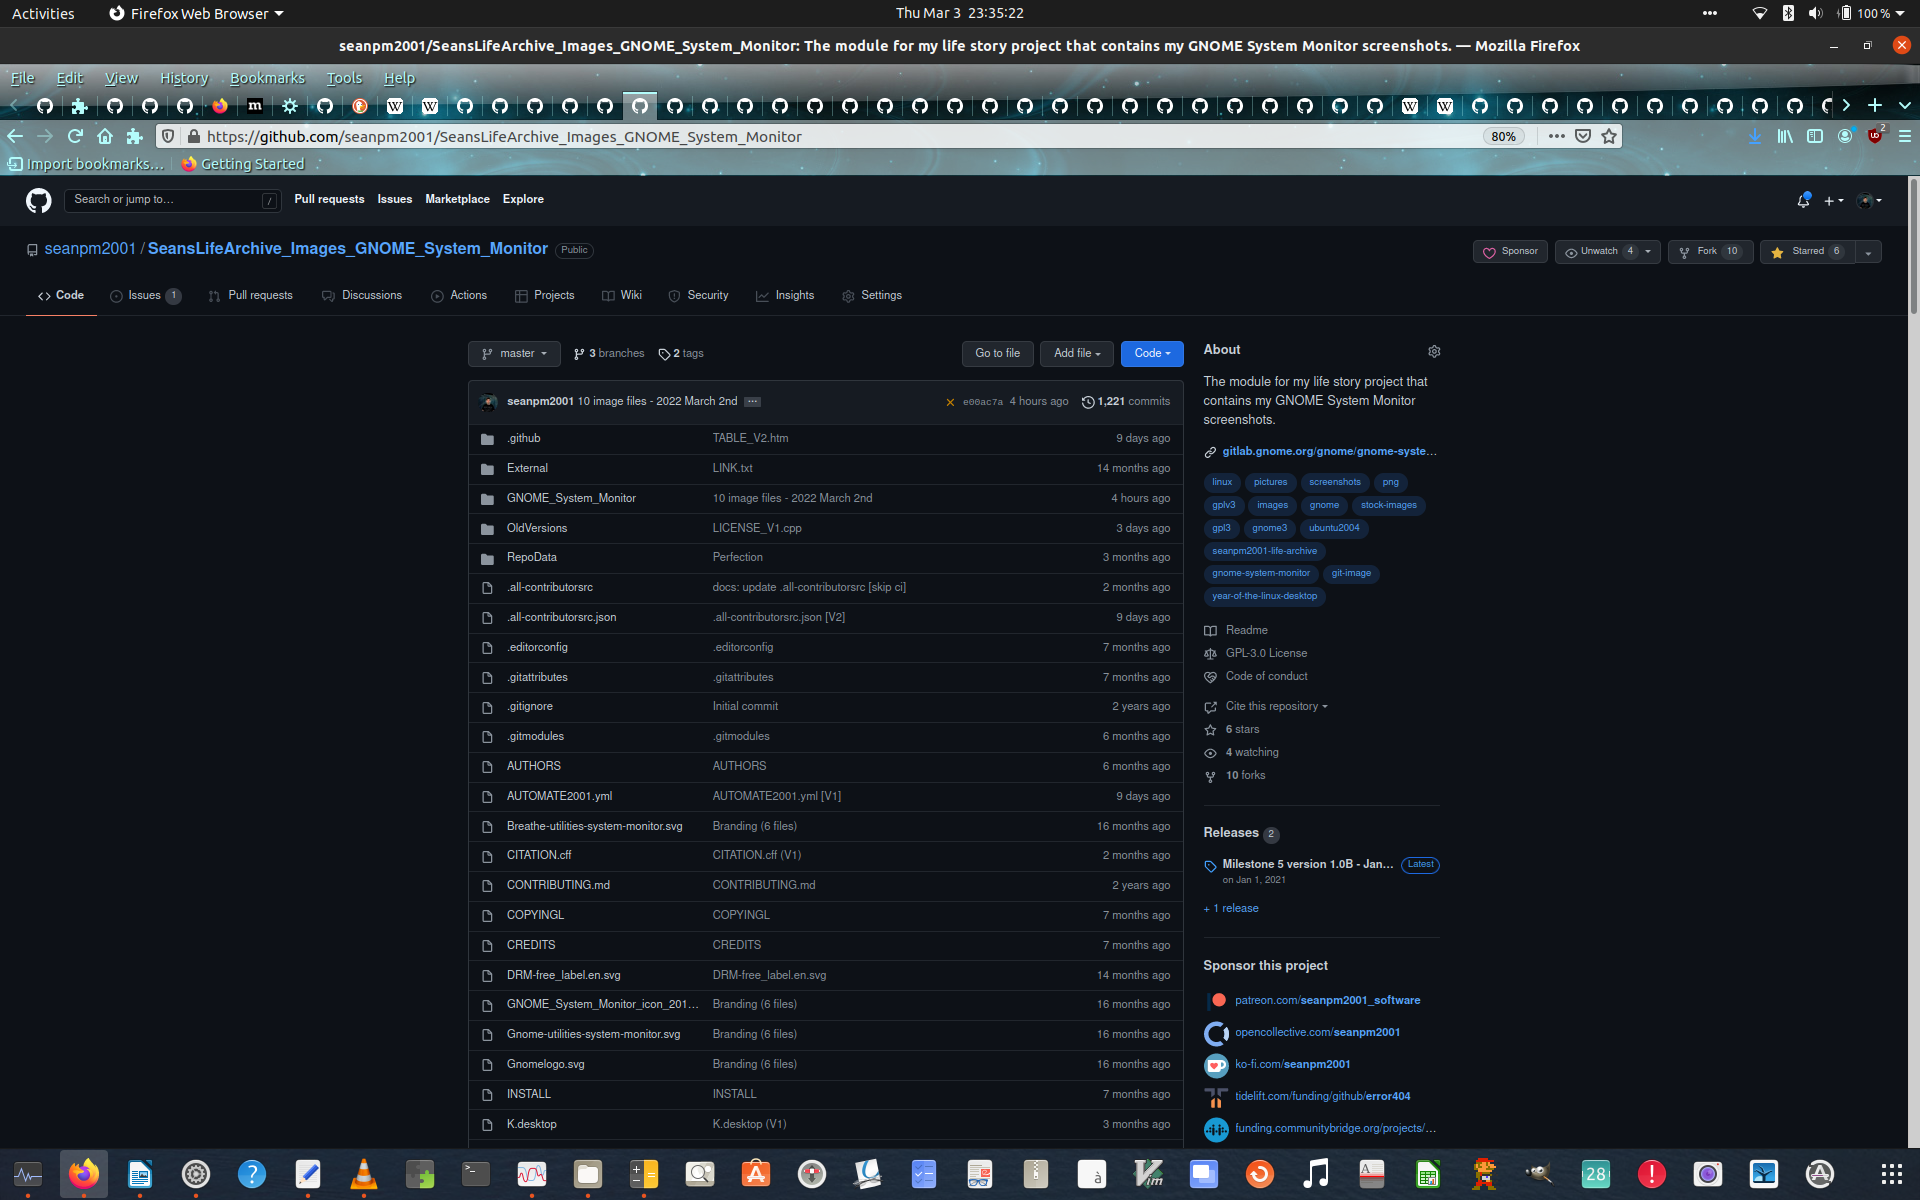 Activities Firefox Web Browser Thu Mar 3 23:35:22 100 %
seanpm2001/SeansLifeArchive_Images_GNOME_System_Monitor: The module for my life story project that contains my GNOME System Monitor screenshots. — Mozilla Firefox
File Edit View History Bookmarks Tools Help
https://github.com/seanpm2001/SeansLifeArchive_Images_GNOME_System_Monitor 80% 2
Import bookmarks... Getting Started
Search or jump to... / Pull requests Issues Marketplace Explore
seanpm2001 / SeansLifeArchive_Images_GNOME_System_Monitor Public Sponsor Unwatch 4 Fork 10 Starred 6
Code Issues 1 Pull requests Discussions Actions Projects Wiki Security Insights Settings
master 3 branches 2 tags Go to file Add file Code
seanpm2001 10 image files - 2022 March 2nd ... e00ac7a 4 hours ago 1,221 commits
.github TABLE_V2.htm 9 days ago
External LINK.txt 14 months ago
GNOME_System_Monitor 10 image files - 2022 March 2nd 4 hours ago
OldVersions LICENSE_V1.cpp 3 days ago
RepoData Perfection 3 months ago
.all-contributorsrc docs: update .all-contributorsrc [skip ci] 2 months ago
.all-contributorsrc.json .all-contributorsrc.json [V2] 9 days ago
.editorconfig .editorconfig 7 months ago
.gitattributes .gitattributes 7 months ago
.gitignore Initial commit 2 years ago
.gitmodules .gitmodules 6 months ago
AUTHORS AUTHORS 6 months ago
AUTOMATE2001.yml AUTOMATE2001.yml [V1] 9 days ago
Breathe-utilities-system-monitor.svg Branding (6 files) 16 months ago
CITATION.cff CITATION.cff (V1) 2 months ago
CONTRIBUTING.md CONTRIBUTING.md 2 years ago
COPYINGL COPYINGL 7 months ago
CREDITS CREDITS 7 months ago
DRM-free_label.en.svg DRM-free_label.en.svg 14 months ago
GNOME_System_Monitor_icon_201... Branding (6 files) 16 months ago
Gnome-utilities-system-monitor.svg Branding (6 files) 16 months ago
Gnomelogo.svg Branding (6 files) 16 months ago
INSTALL INSTALL 7 months ago
K.desktop K.desktop (V1) 3 months ago
About
The module for my life story project that
contains my GNOME System Monitor
screenshots.
gitlab.gnome.org/gnome/gnome-syste...
linux pictures screenshots png
gplv3 images gnome stock-images
gpl3 gnome3 ubuntu2004
seanpm2001-life-archive
gnome-system-monitor git-image
year-of-the-linux-desktop
Readme
GPL-3.0 License
Code of conduct
Cite this repository
6 stars
4 watching
10 forks
Releases 2
Milestone 5 version 1.0B - Jan... Latest
on Jan 1, 2021
+ 1 release
Sponsor this project
patreon.com/seanpm2001_software
opencollective.com/seanpm2001
ko-fi.com/seanpm2001
tidelift.com/funding/github/error404
funding.communitybridge.org/projects/...
28